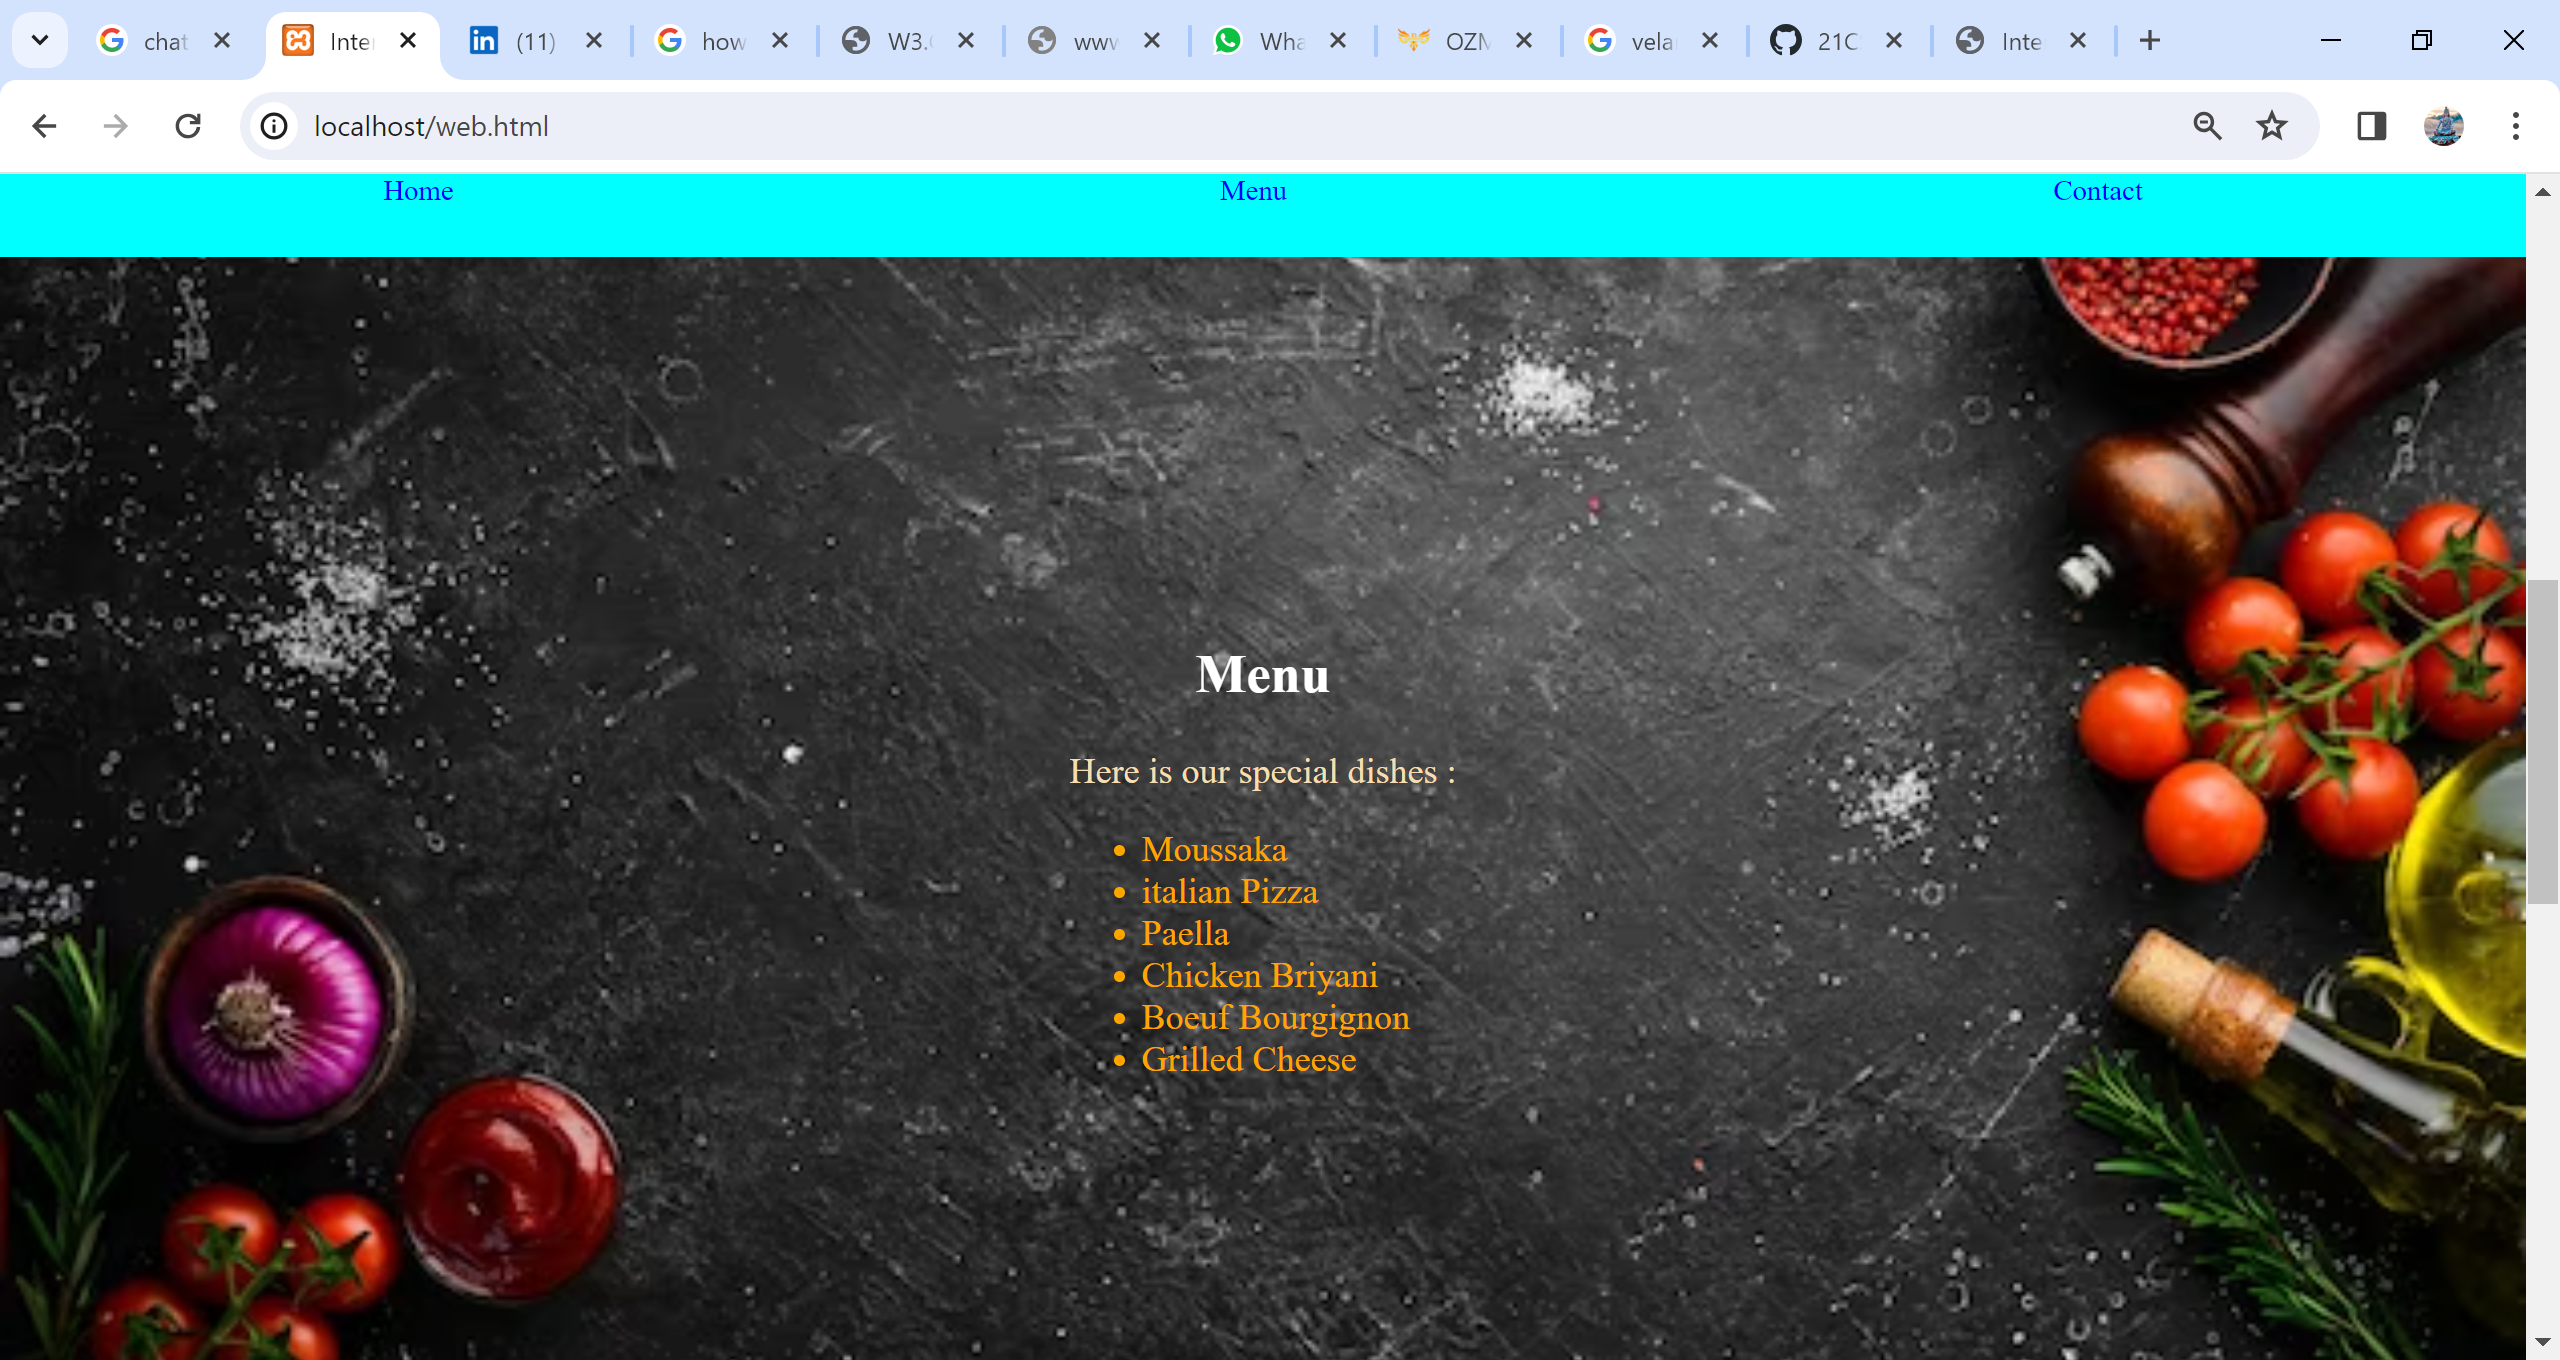 chat
Inte
(11)
how
W3.
www
Wha
OZM
vela
21C
Inte
localhost/web.html
Home Menu Contact
Menu
Here is our special dishes :
• Moussaka
• italian Pizza
• Paella
• Chicken Briyani
• Boeuf Bourgignon
• Grilled Cheese